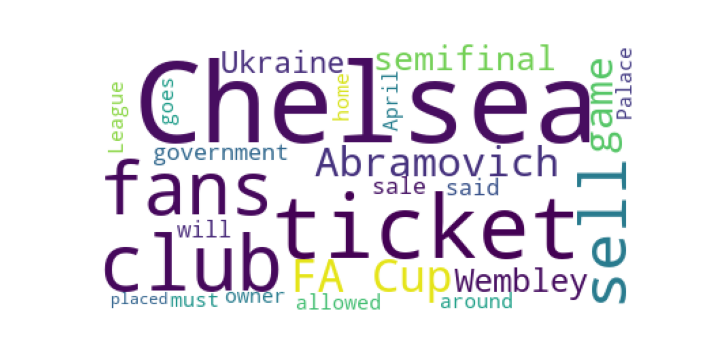 Ukraine
semifinal
Chelsea
League
goes
home
April
game
Palace
government
Abramovich
fans
sale
said
sell
ticket
will
club
FA Cup
Wembley
placed
must
owner
allowed
around